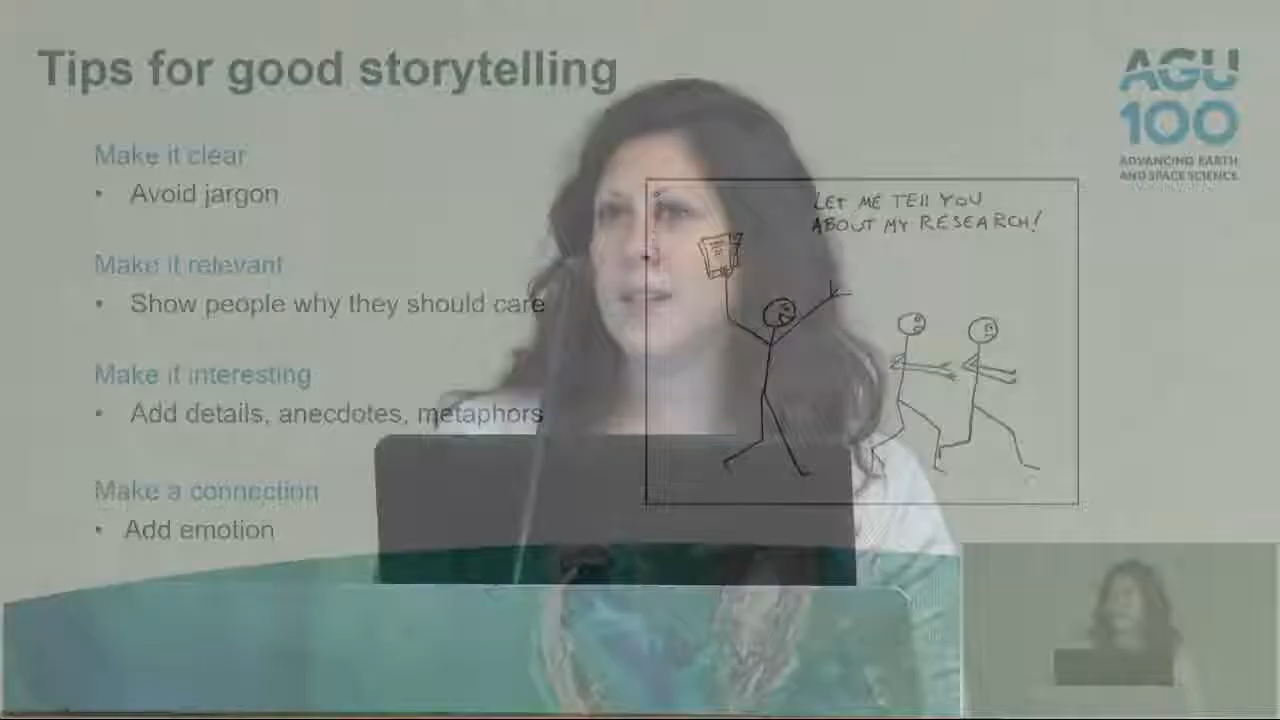 Tips for good storytelling
AGU
100
ADVANCING EARTH
AND SPACE SCIENCE
Make it clear
• Avoid jargon
Make it relevant
• Show people why they should care
Make it interesting
• Add details, anecdotes, metaphors
Make a connection
• Add emotion
LET ME TELL YOU
ABOUT MY RESEARCH!